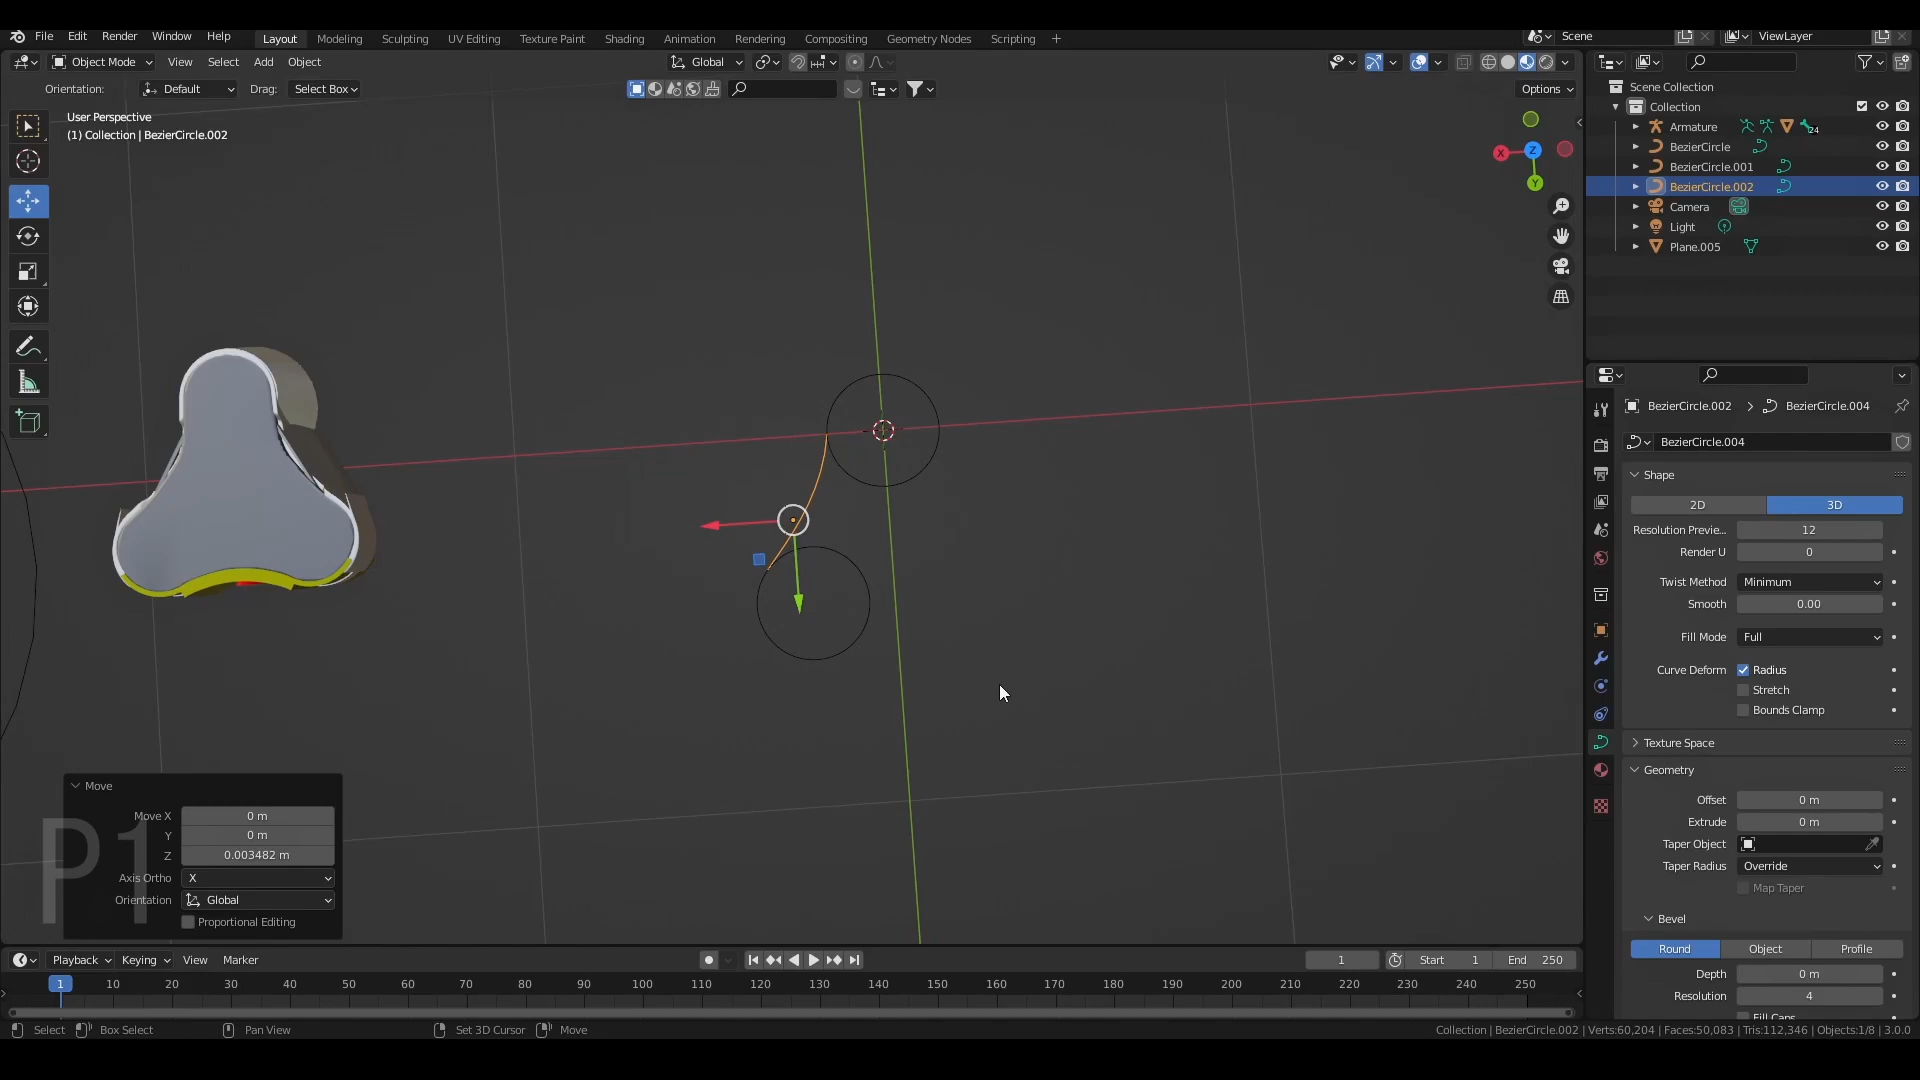 File Edit Render Window Help Layout Modeling Sculpting UV Editing Texture Paint Shading Animation Rendering Compositing Geometry Nodes Scripting + Scene ViewLayer
Object Mode View Select Add Object Global
Orientation: Default Drag: Select Box Options
User Perspective
(1) Collection | BezierCircle.002
X Z Y
Scene Collection
Collection
Armature 24
BezierCircle
BezierCircle.001
BezierCircle.002
Camera
Light
Plane.005
BezierCircle.002 > BezierCircle.004
BezierCircle.004
Shape
2D 3D
Resolution Previe... 12
Render U 0
Twist Method Minimum
Smooth 0.00
Fill Mode Full
Curve Deform Radius
Stretch
Bounds Clamp
Texture Space
Geometry
Offset 0 m
Extrude 0 m
Taper Object
Taper Radius Override
Map Taper
Bevel
Round Object Profile
Depth 0 m
Resolution 4
Fill Caps
Move
Move X 0 m
Y 0 m
Z 0.003482 m
Axis Ortho X
Orientation Global
Proportional Editing
P1
Playback Keying View Marker 1 Start 1 End 250
1 10 20 30 40 50 60 70 80 90 100 110 120 130 140 150 160 170 180 190 200 210 220 230 240 250
Select Box Select Pan View Set 3D Cursor Move Collection | BezierCircle.002 | Verts:60,204 | Faces:50,083 | Tris:112,346 | Objects:1/8 | 3.0.0